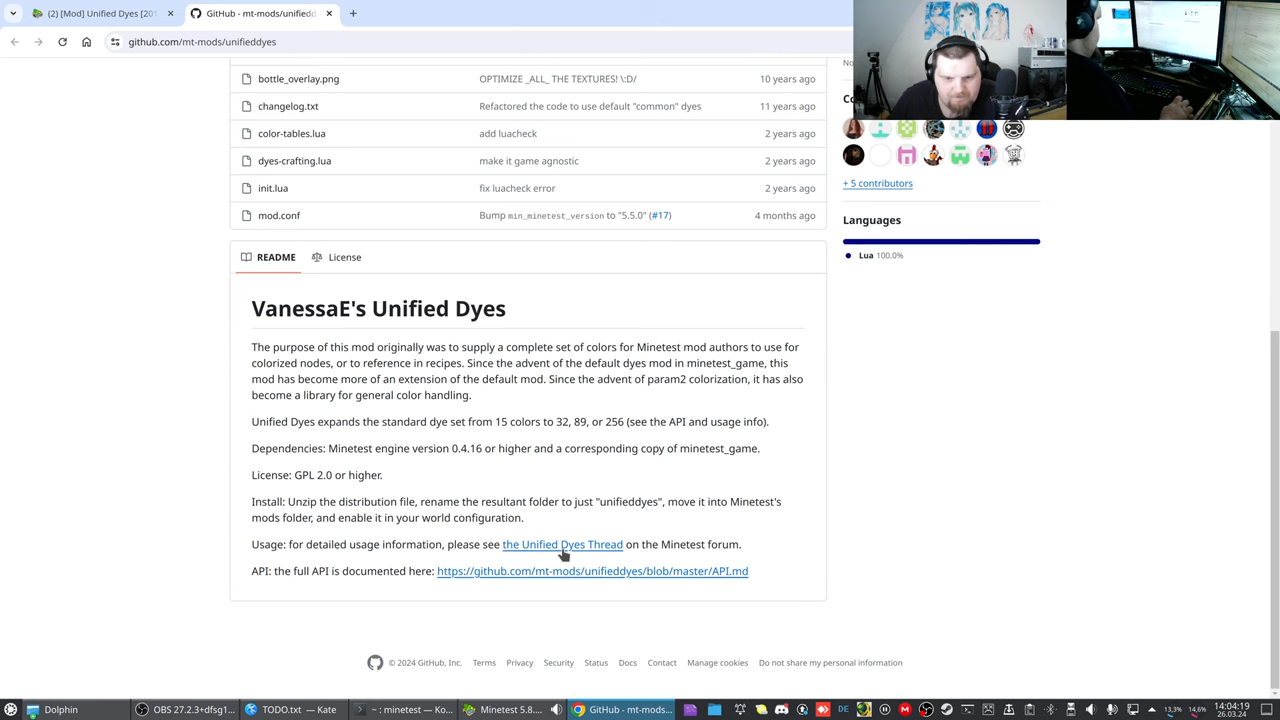 (2) [Mod] Unified Dyes [201
GitHub - mt-mods/unifiedd
github.com/mt-mods/unifieddyes
bottle_overlay.png
OPTIMIZE _ALL_ THE TEXTURES! \:D/
10 years ago
changelog.txt
Refactored the code to use default "common" dyes
11 years ago
color-tables.lua
add luacheck
2 years ago
dye-crafting.lua
make it game agnostic
2 years ago
init.lua
fix luacheck error
2 years ago
mod.conf
Bump min_minetest_version to "5.5.0" (#17)
4 months ago
README
License
VanessaE's Unified Dyes
The purpose of this mod originally was to supply a complete set of colors for Minetest mod authors to use for
colorized nodes, or to reference in recipes. Since the advent of the default dyes mod in minetest_game, this
mod has become more of an extension of the default mod. Since the advent of param2 colorization, it has also
become a library for general color handling.
Unified Dyes expands the standard dye set from 15 colors to 32, 89, or 256 (see the API and usage info).
Dependencies: Minetest engine version 0.4.16 or higher and a corresponding copy of minetest_game.
License: GPL 2.0 or higher.
Install: Unzip the distribution file, rename the resultant folder to just "unifieddyes", move it into Minetest's
mods folder, and enable it in your world configuration.
Usage: for detailed usage information, please see the Unified Dyes Thread on the Minetest forum.
API: the full API is documented here: https://github.com/mt-mods/unifieddyes/blob/master/API.md
No
Co
+ 5 contributors
Languages
Lua 100.0%
© 2024 GitHub, Inc.
Terms
Privacy
Security
Status
Docs
Contact
Manage cookies
Do not share my personal information
Dolphin
OBS 27.2.3+dfsg1...
TODO.txt — kate
r : minetest — Ko...
Minetest 5.8....
GitHub - mt-mods...
DE
13,3%
14,6%
14:04:19
26.03.24